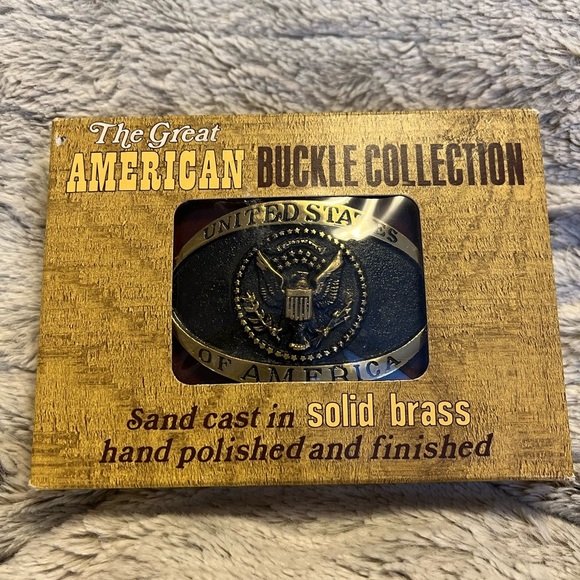 The Great
AMERICAN BUCKLE COLLECTION
UNITED STATES
OF AMERICA
Sand cast in solid brass
hand polished and finished